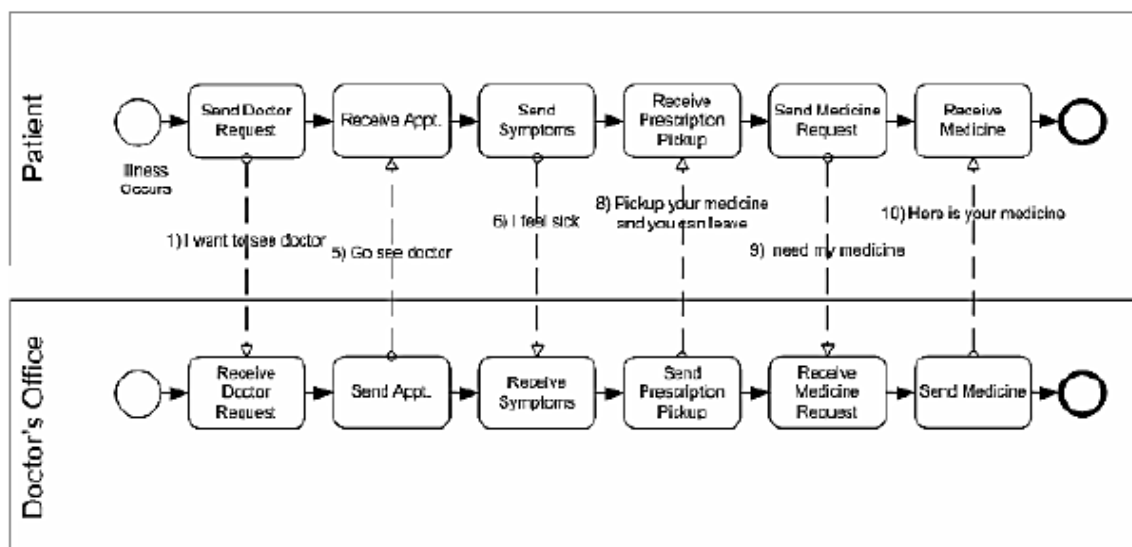 Patient
Send Doctor
Request
Receive Appt.
Send
Symptoms
Receive
Prescription
Pickup
Send Medicine
Request
Receive
Medicine
Illness
Occurs
1) I want to see doctor
5) Go see doctor
6) I feel sick
8) Pickup your medicine
and you can leave
9) need my medicine
10) Here is your medicine
Doctor's Office
Receive
Doctor
Request
Send Appt.
Receive
Symptoms
Send
Prescription
Pickup
Receive
Medicine
Request
Send Medicine